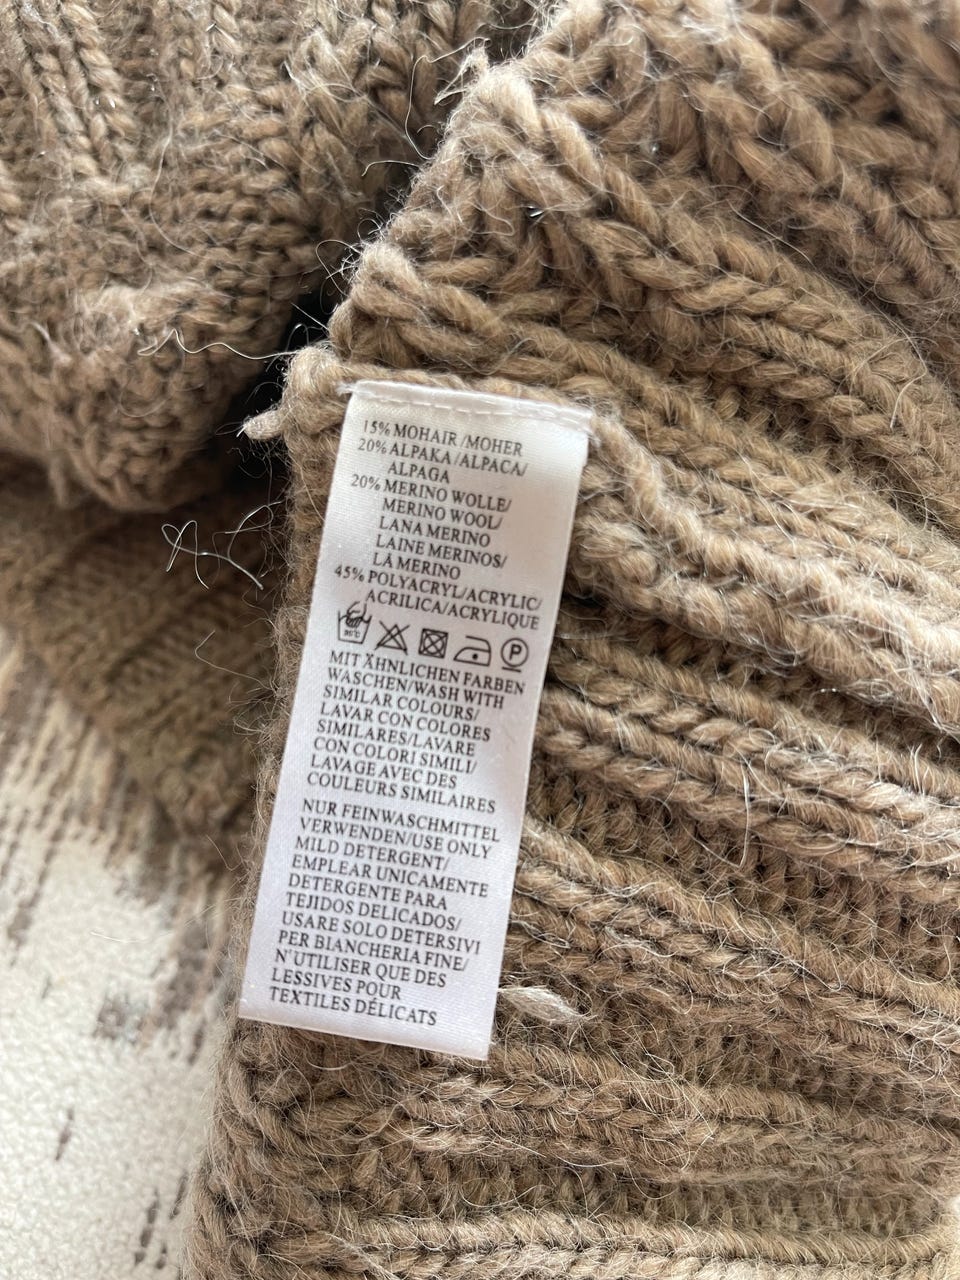 15% MOHAIR /MOHER
20% ALPAKA /ALPACA/
ALPAGA
20% MERINO WOLLE/
MERINO WOOL/
LANA MERINO
LAINE MERINOS/
LÃ MERINO
45% POLYACRYL/ACRYLIC/
ACRILICA/ACRYLIQUE
30°C P
MIT ÄHNLICHEN FARBEN
WASCHEN/WASH WITH
SIMILAR COLOURS/
LAVAR CON COLORES
SIMILARES/LAVARE
CON COLORI SIMILI/
LAVAGE AVEC DES
COULEURS SIMILAIRES
NUR FEINWASCHMITTEL
VERWENDEN/USE ONLY
MILD DETERGENT/
EMPLEAR UNICAMENTE
DETERGENTE PARA
TEJIDOS DELICADOS/
USARE SOLO DETERSIVI
PER BIANCHERIA FINE/
N'UTILISER QUE DES
LESSIVES POUR
TEXTILES DÉLICATS